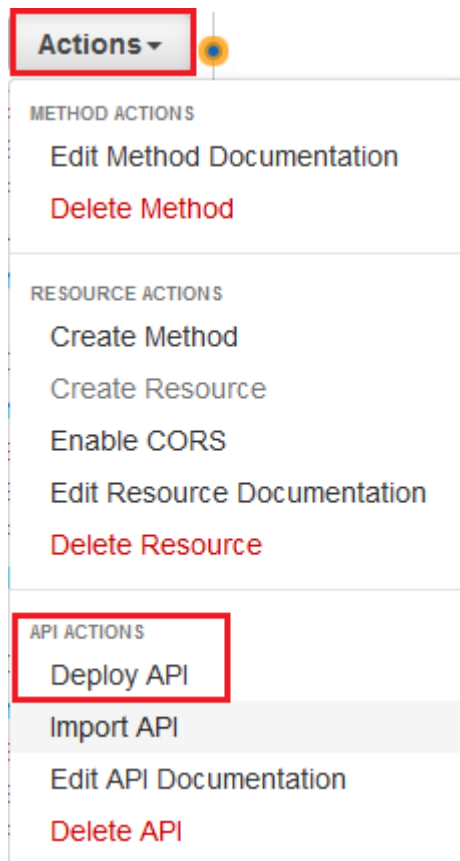 Actions
METHOD ACTIONS
Edit Method Documentation
Delete Method
RESOURCE ACTIONS
Create Method
Create Resource
Enable CORS
Edit Resource Documentation
Delete Resource
API ACTIONS
Deploy API
Import API
Edit API Documentation
Delete API